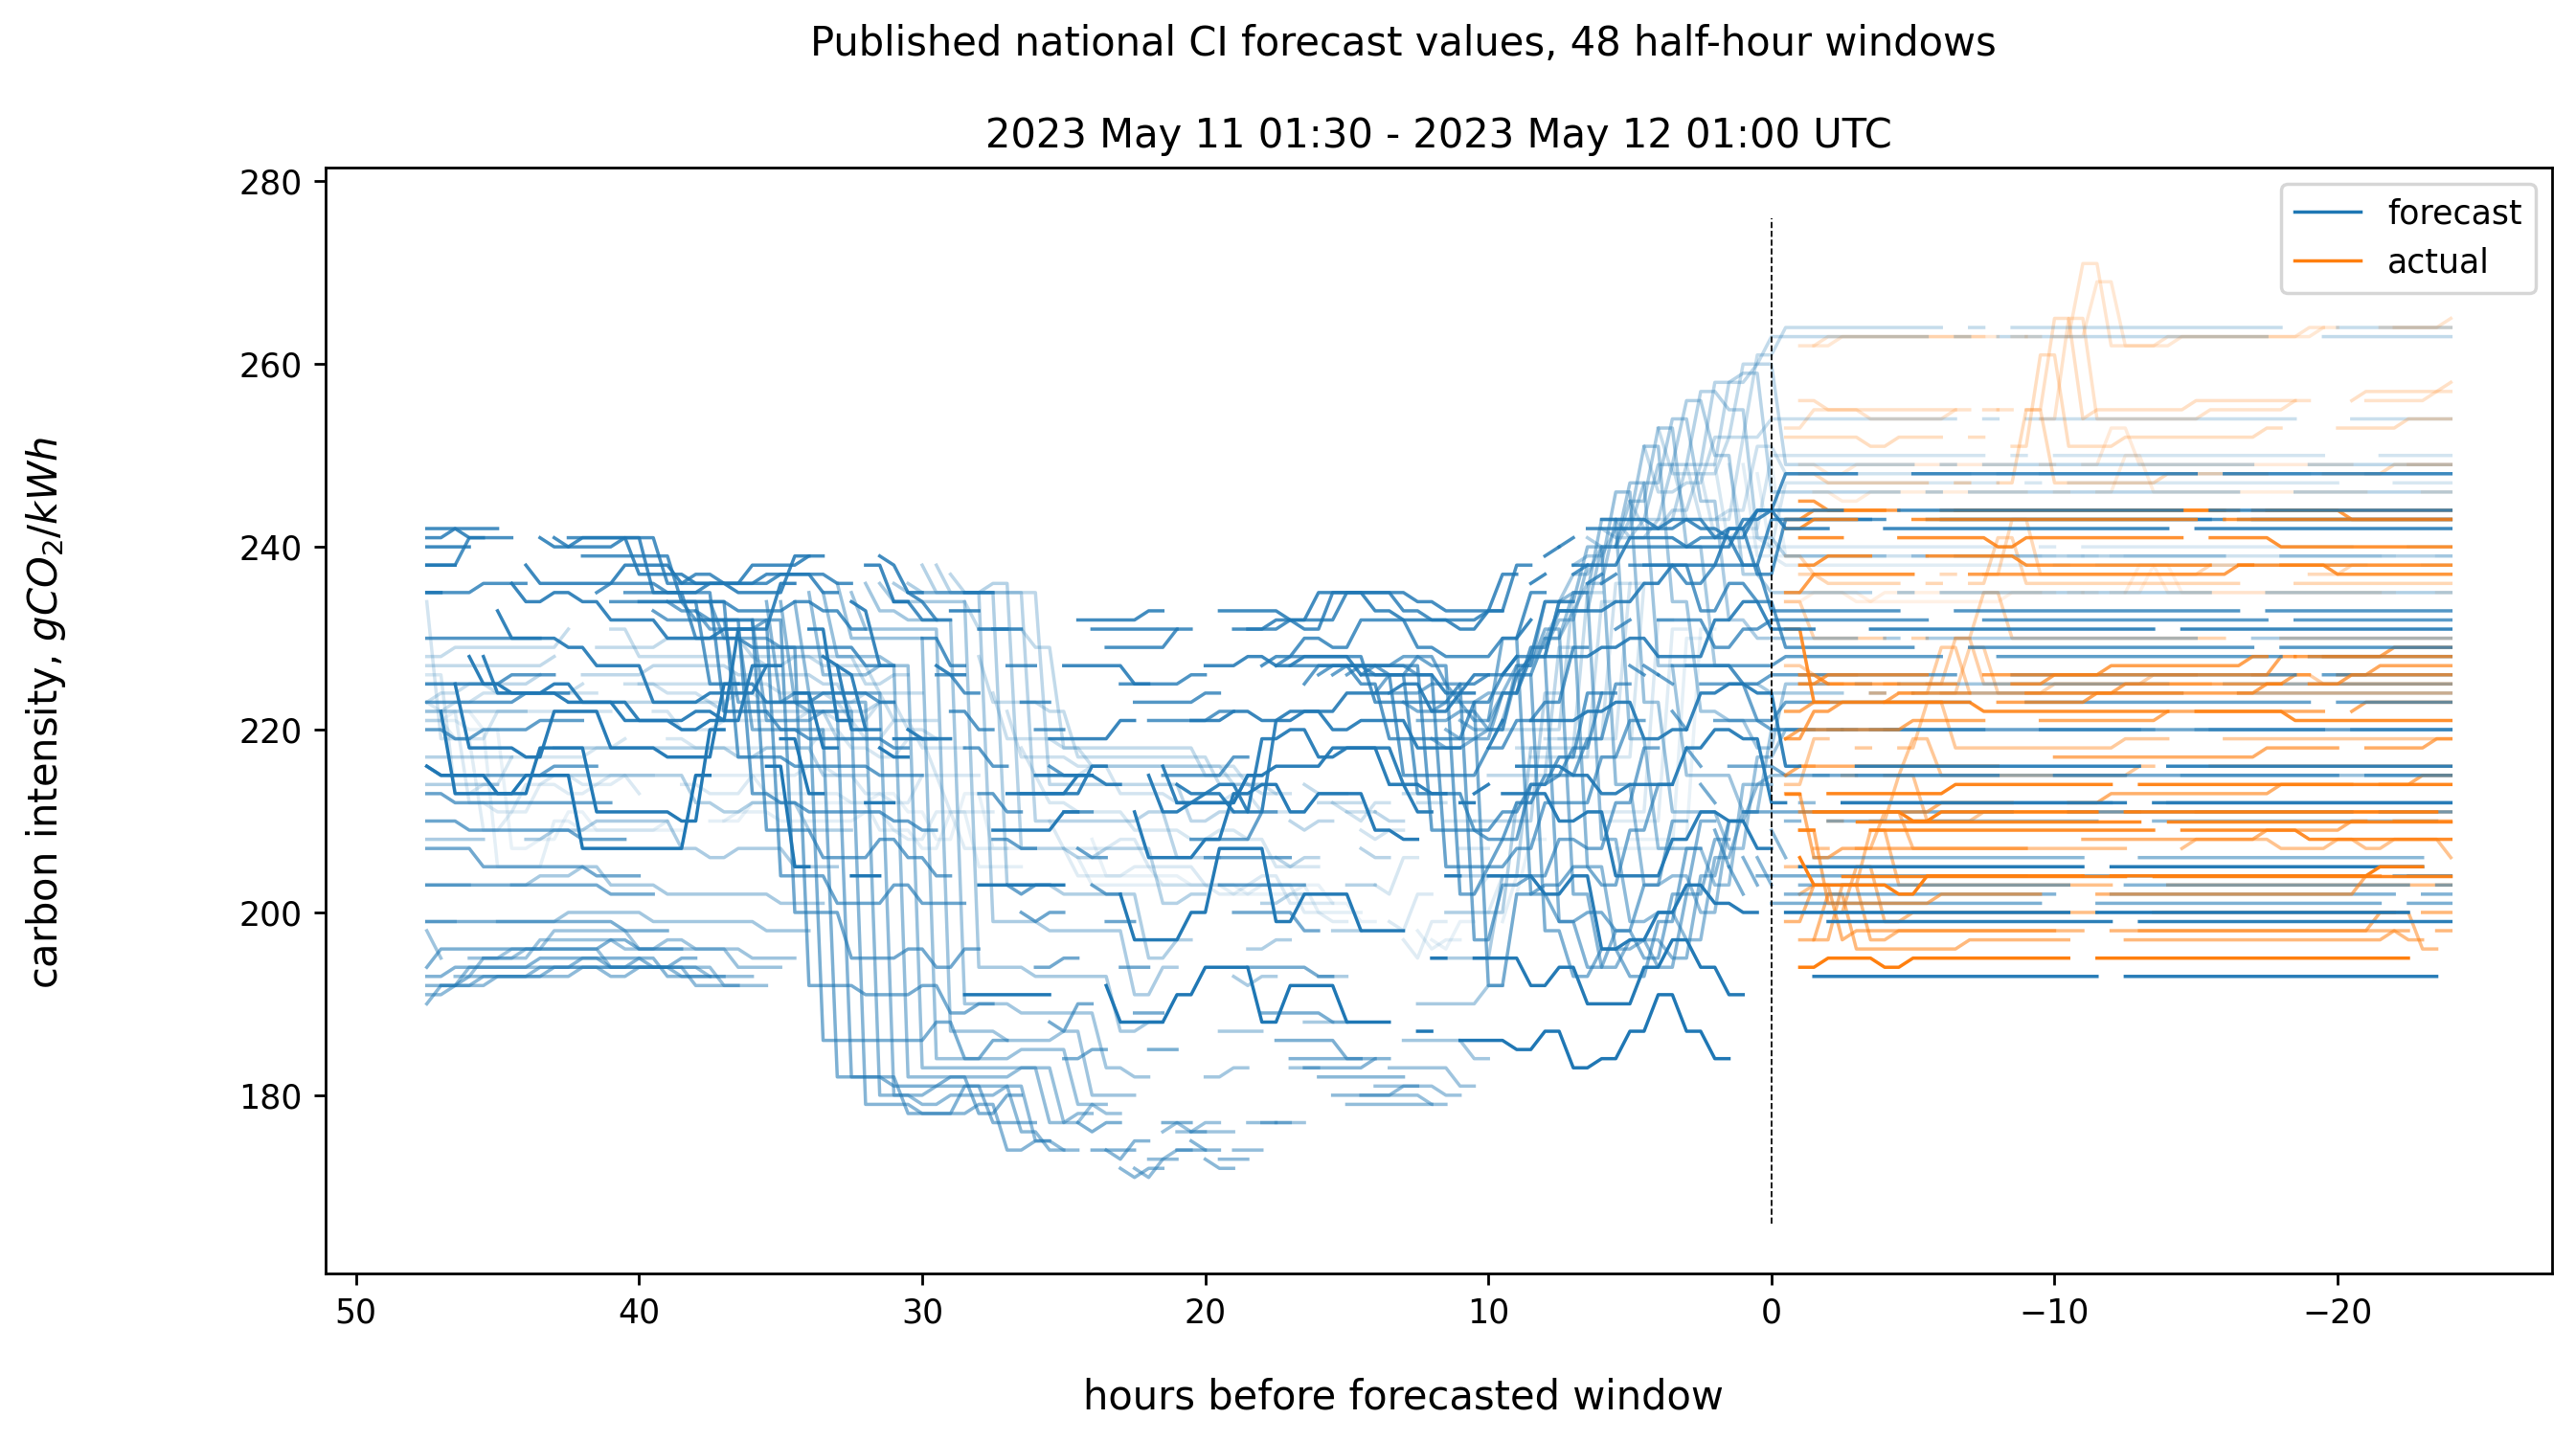 Published national CI forecast values, 48 half-hour windows
2023 May 11 01:30 - 2023 May 12 01:00 UTC
280
260
240
220
200
180
carbon intensity, gCO₂/kWh
forecast
actual
50 40 30 20 10 0 −10 −20
hours before forecasted window